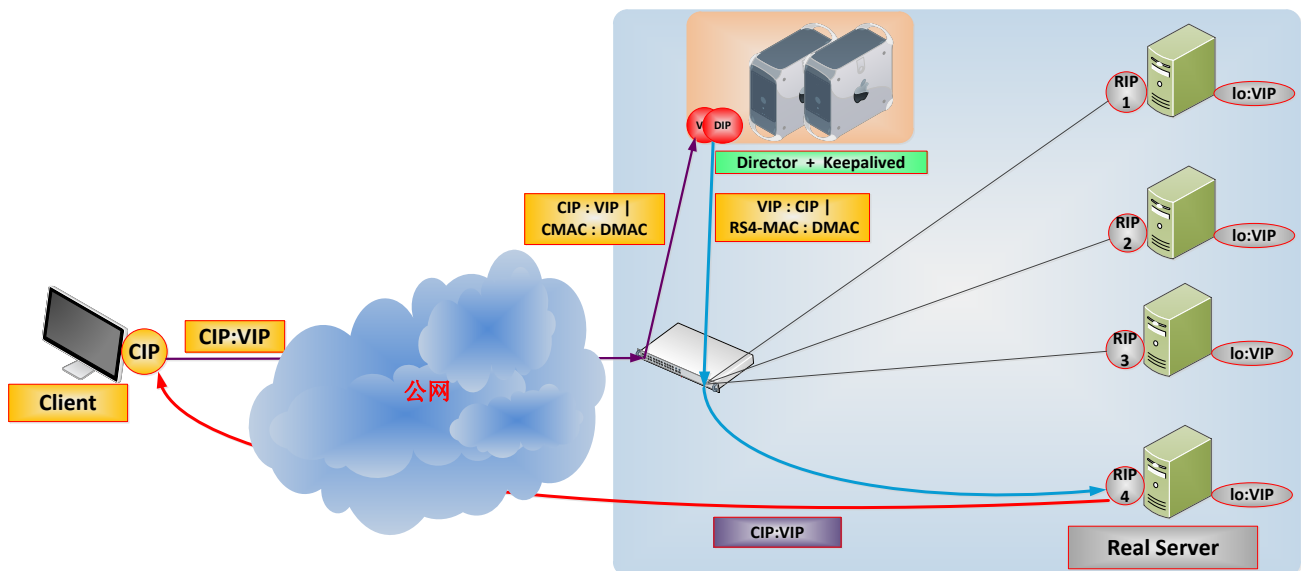 V
DIP
Director + Keepalived
CIP : VIP |
CMAC : DMAC
VIP : CIP |
RS4-MAC : DMAC
RIP
1
lo:VIP
RIP
2
lo:VIP
RIP
3
lo:VIP
CIP
CIP:VIP
Client
公网
RIP
4
lo:VIP
CIP:VIP
Real Server